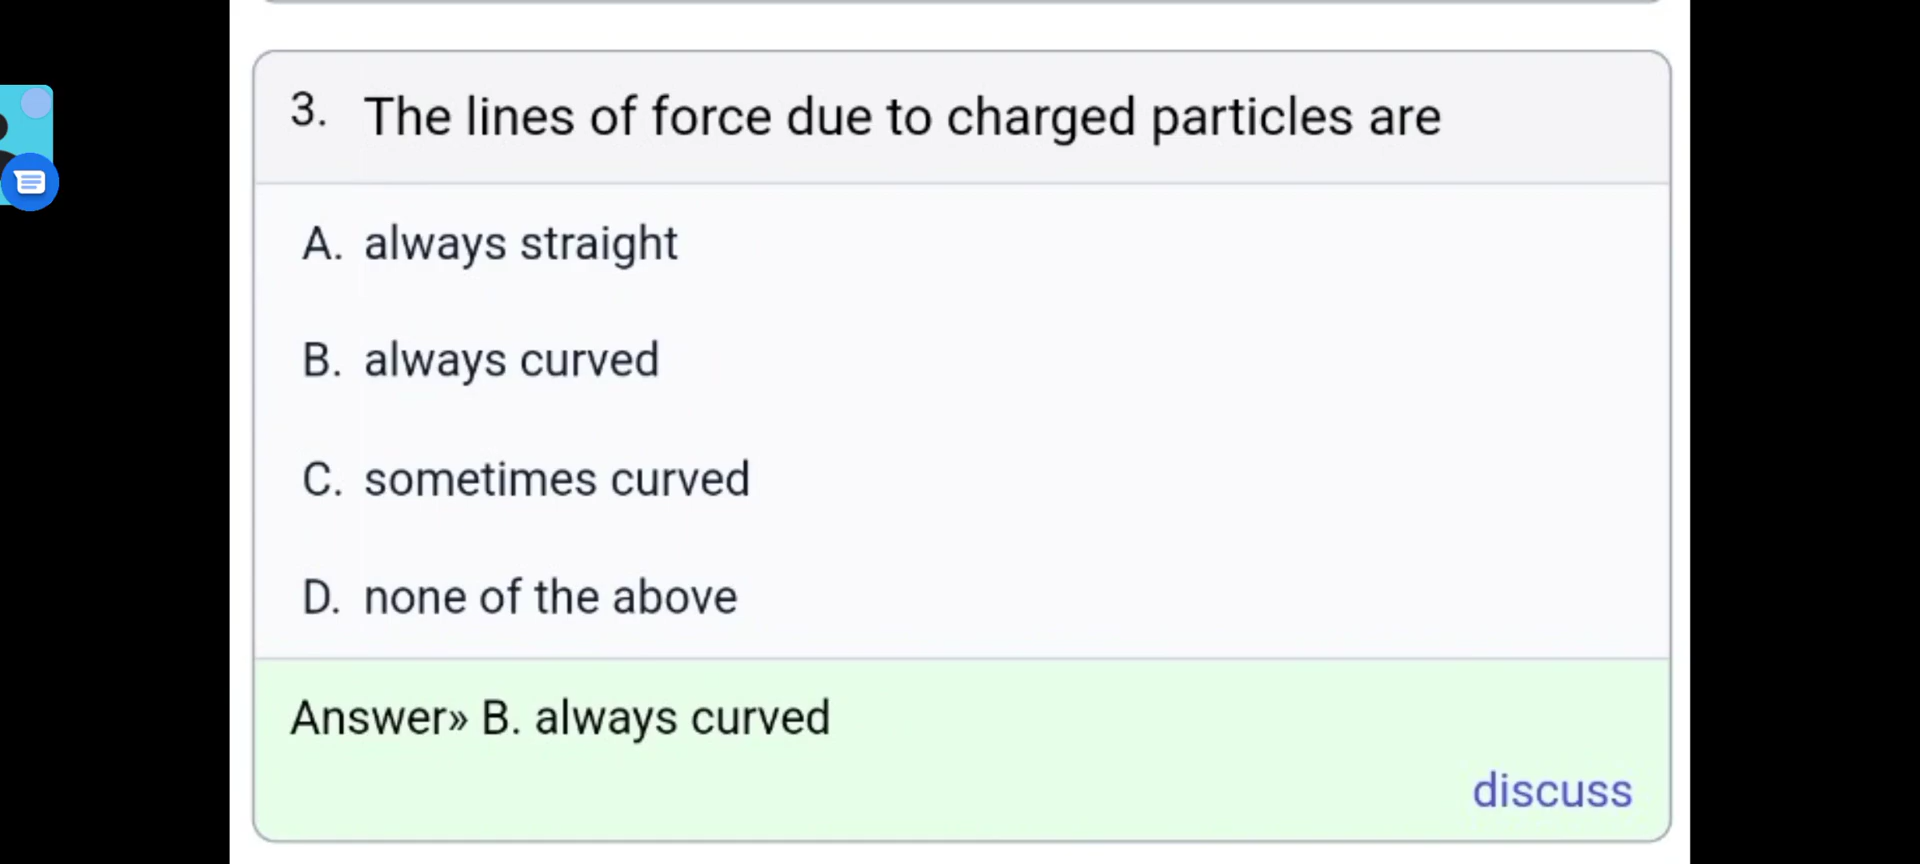 3. The lines of force due to charged particles are
A. always straight
B. always curved
C. sometimes curved
D. none of the above
Answer» B. always curved
discuss